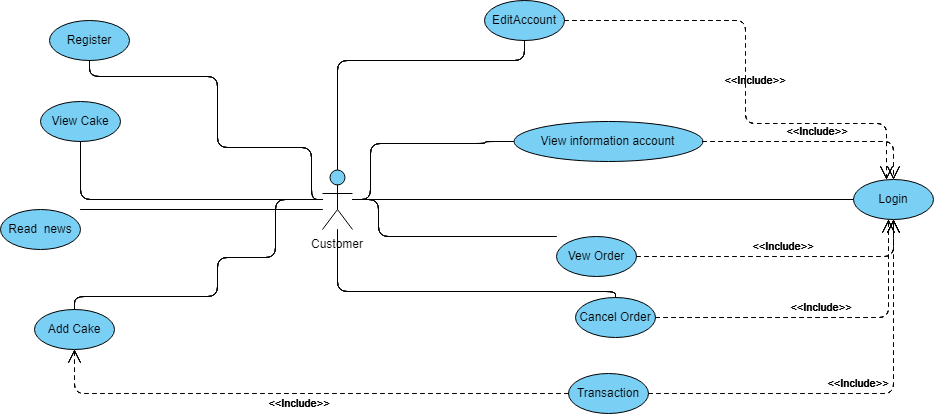 EditAccount
Register
<<Include>>
View Cake
<<Include>>
View information account
Login
Read  news
Customer
<<Include>>
Vew Order
<<Include>>
Cancel Order
Add Cake
<<Include>>
Transaction
<<Include>>